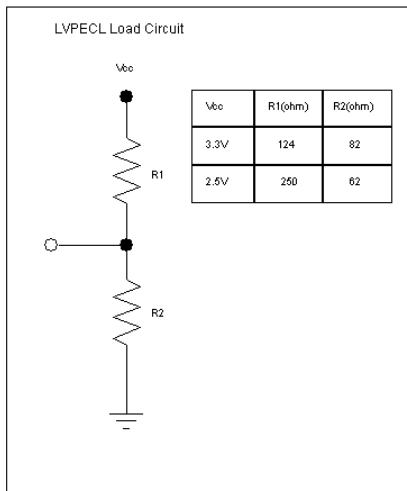 LVPECL Load Circuit
Vcc
Vcc R1(ohm) R2(ohm)
3.3V 124 82
2.5V 250 62
R1
R2